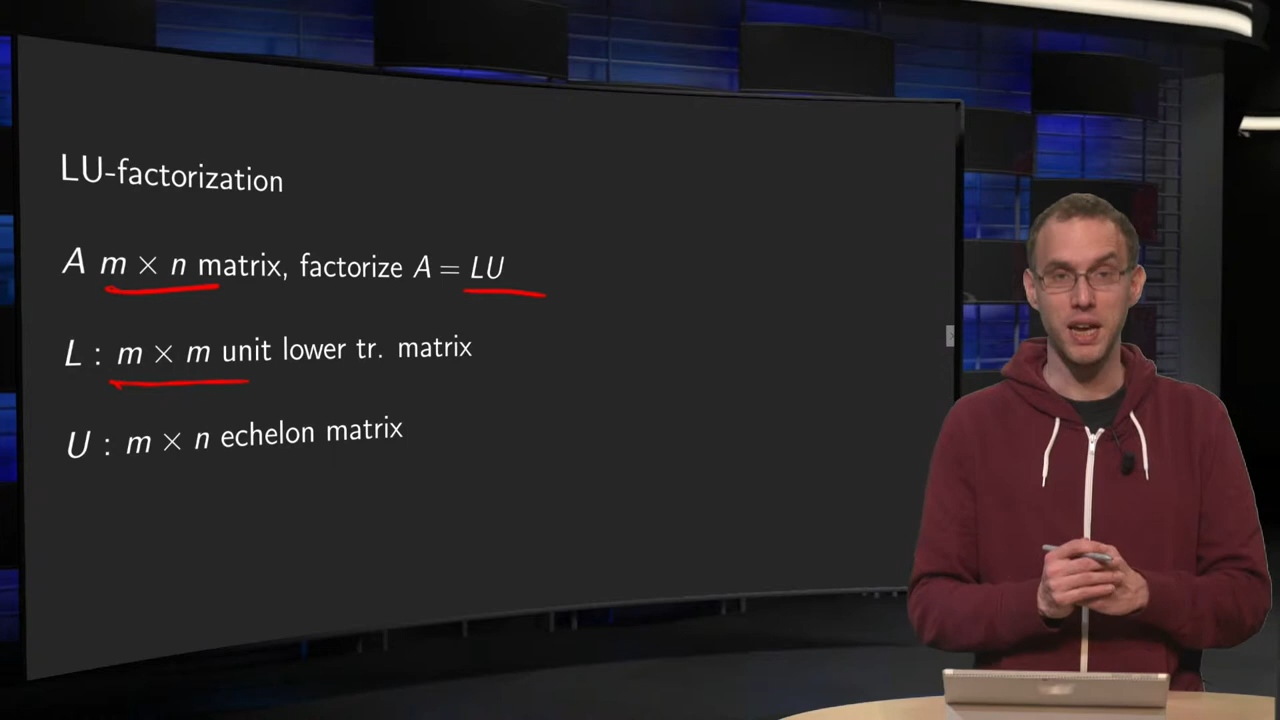 LU-factorization
A m × n matrix, factorize A = LU
L : m × m unit lower tr. matrix
U : m × n echelon matrix